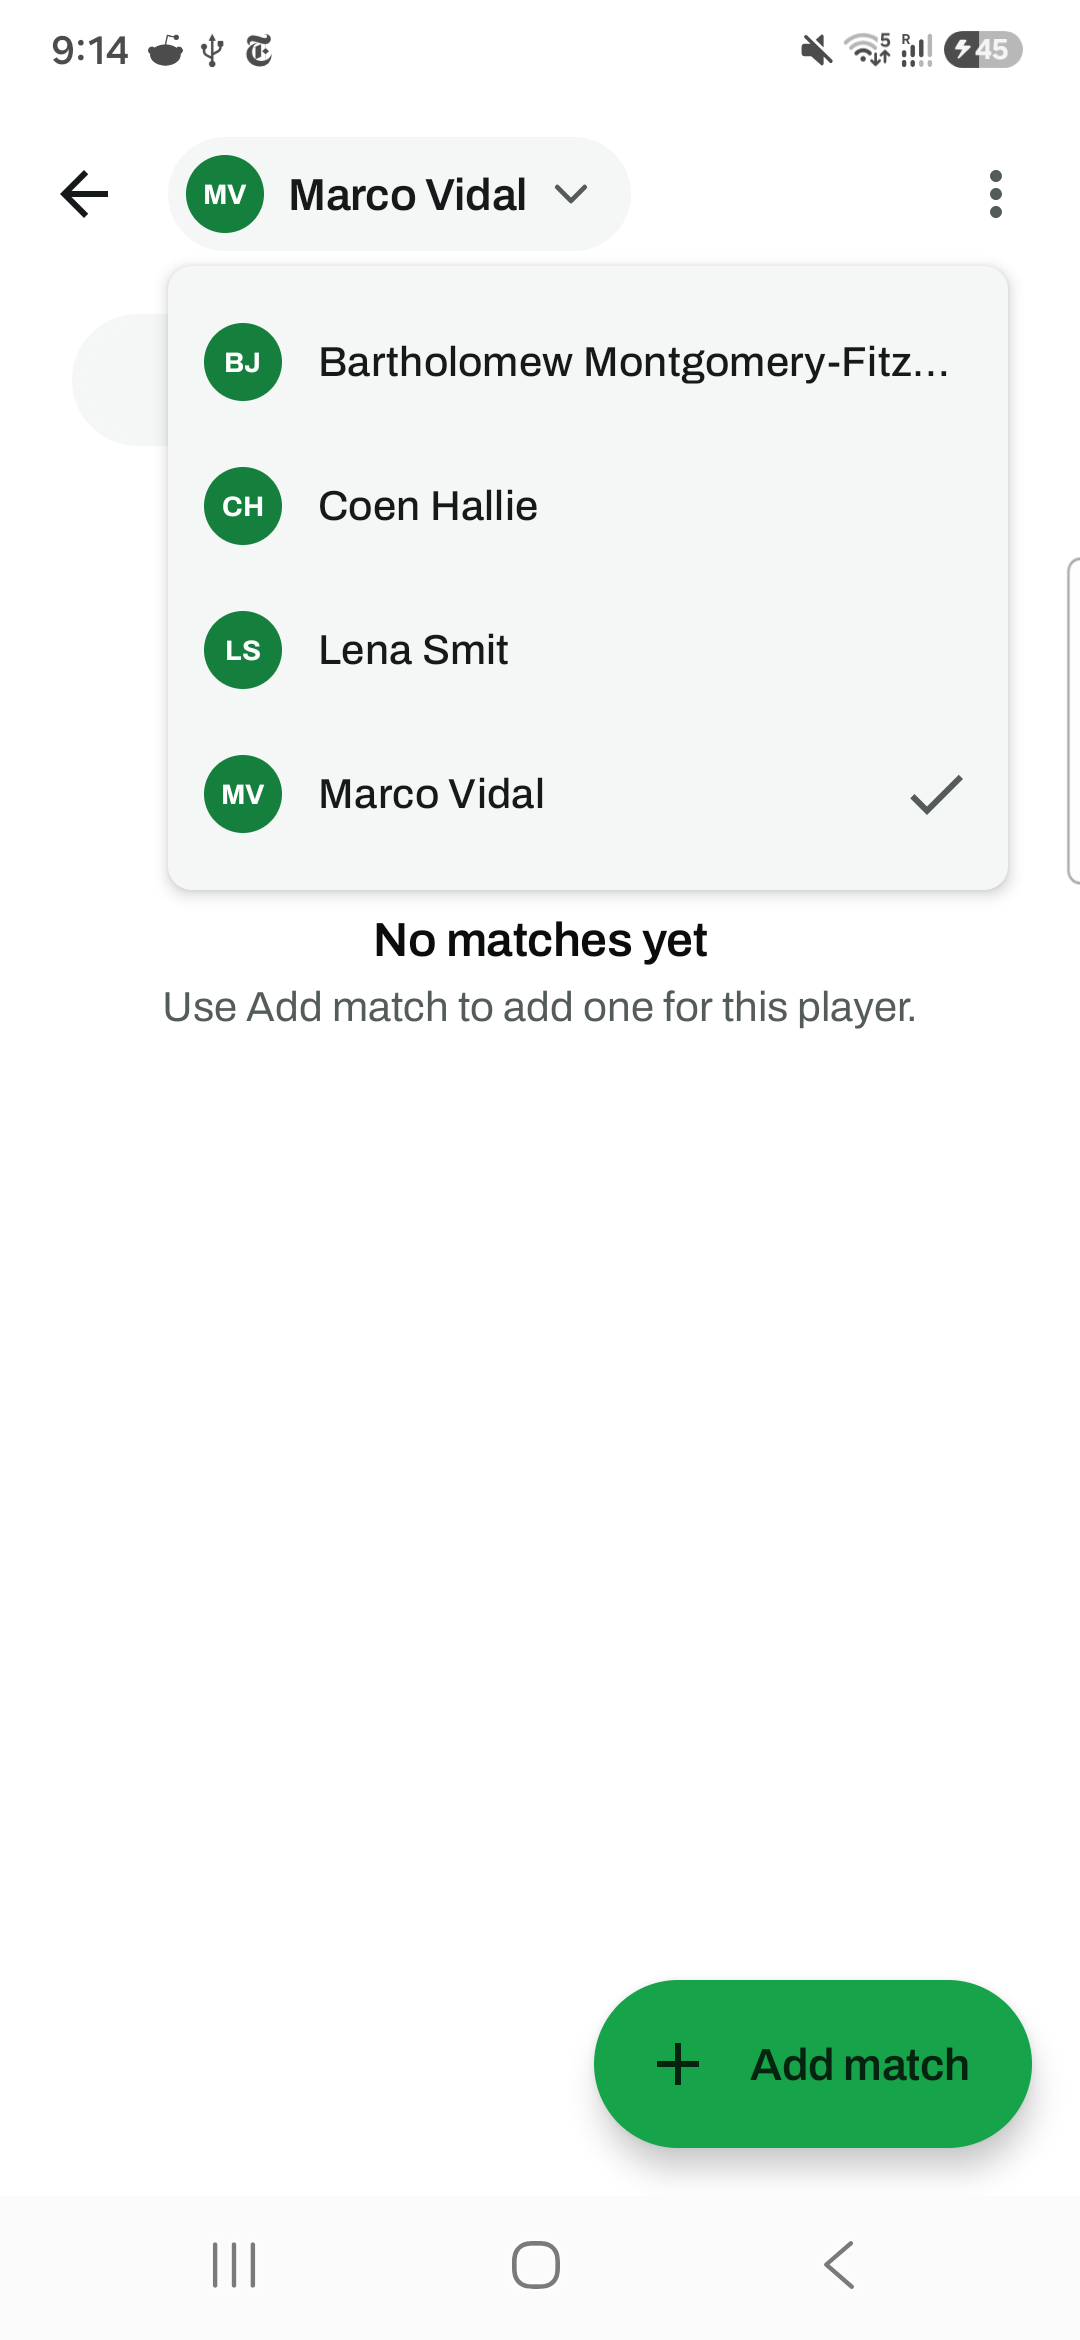 9:14
5
R
45
MV Marco Vidal
BJ Bartholomew Montgomery-Fitz...
CH Coen Hallie
LS Lena Smit
MV Marco Vidal
No matches yet
Use Add match to add one for this player.
Add match